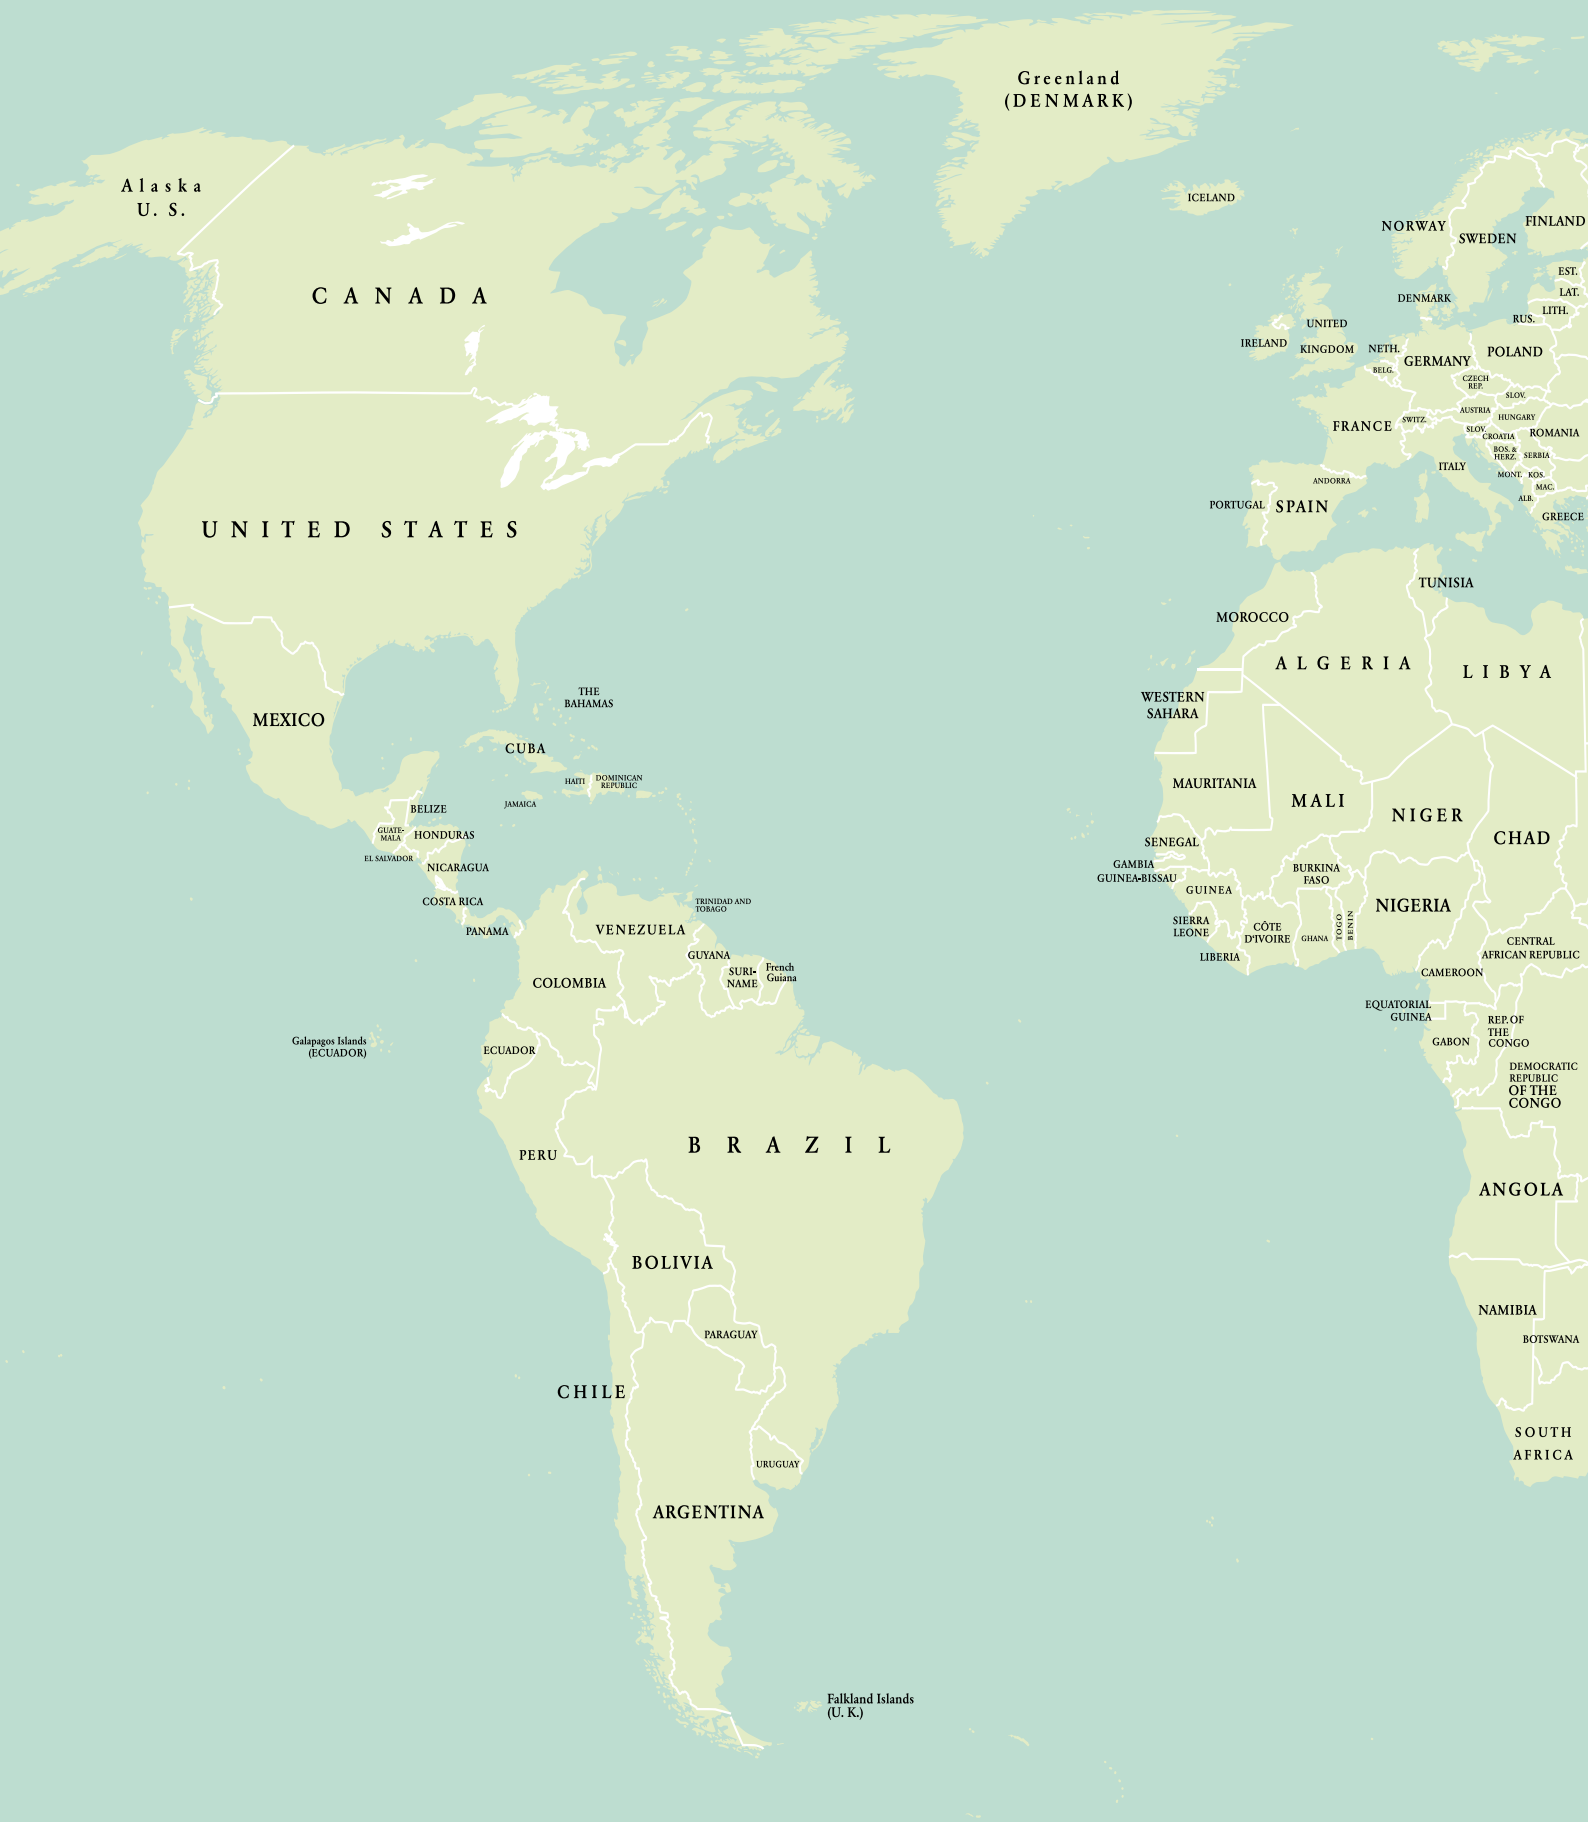 Greenland
(DENMARK)
Alaska
U. S.
ICELAND
CANADA
NORWAY
SWEDEN
FINLAND
EST.
LAT.
LITH.
RUS.
DENMARK
UNITED
KINGDOM
IRELAND
NETH.
BELG.
GERMANY
POLAND
CZECH
REP.
SLOV.
AUSTRIA
HUNGARY
SWITZ.
FRANCE
SLOV.
CROATIA
ROMANIA
BOS. &
HERZ.
SERBIA
ITALY
MONT.
KOS.
MAC.
ALB.
GREECE
ANDORRA
PORTUGAL
SPAIN
UNITED STATES
TUNISIA
MOROCCO
ALGERIA
LIBYA
WESTERN
SAHARA
THE
BAHAMAS
MEXICO
CUBA
HAITI
DOMINICAN
REPUBLIC
JAMAICA
BELIZE
GUATE-
MALA
HONDURAS
EL SALVADOR
NICARAGUA
COSTA RICA
PANAMA
MAURITANIA
MALI
NIGER
CHAD
SENEGAL
GAMBIA
GUINEA-BISSAU
GUINEA
BURKINA
FASO
SIERRA
LEONE
LIBERIA
CÔTE
D'IVOIRE
GHANA
TOGO
BENIN
NIGERIA
CENTRAL
AFRICAN REPUBLIC
CAMEROON
TRINIDAD AND
TOBAGO
VENEZUELA
GUYANA
SURI-
NAME
French
Guiana
COLOMBIA
EQUATORIAL
GUINEA
GABON
REP. OF
THE
CONGO
DEMOCRATIC
REPUBLIC
OF THE
CONGO
Galapagos Islands
(ECUADOR)
ECUADOR
PERU
BRAZIL
ANGOLA
BOLIVIA
NAMIBIA
BOTSWANA
PARAGUAY
CHILE
SOUTH
AFRICA
URUGUAY
ARGENTINA
Falkland Islands
(U. K.)